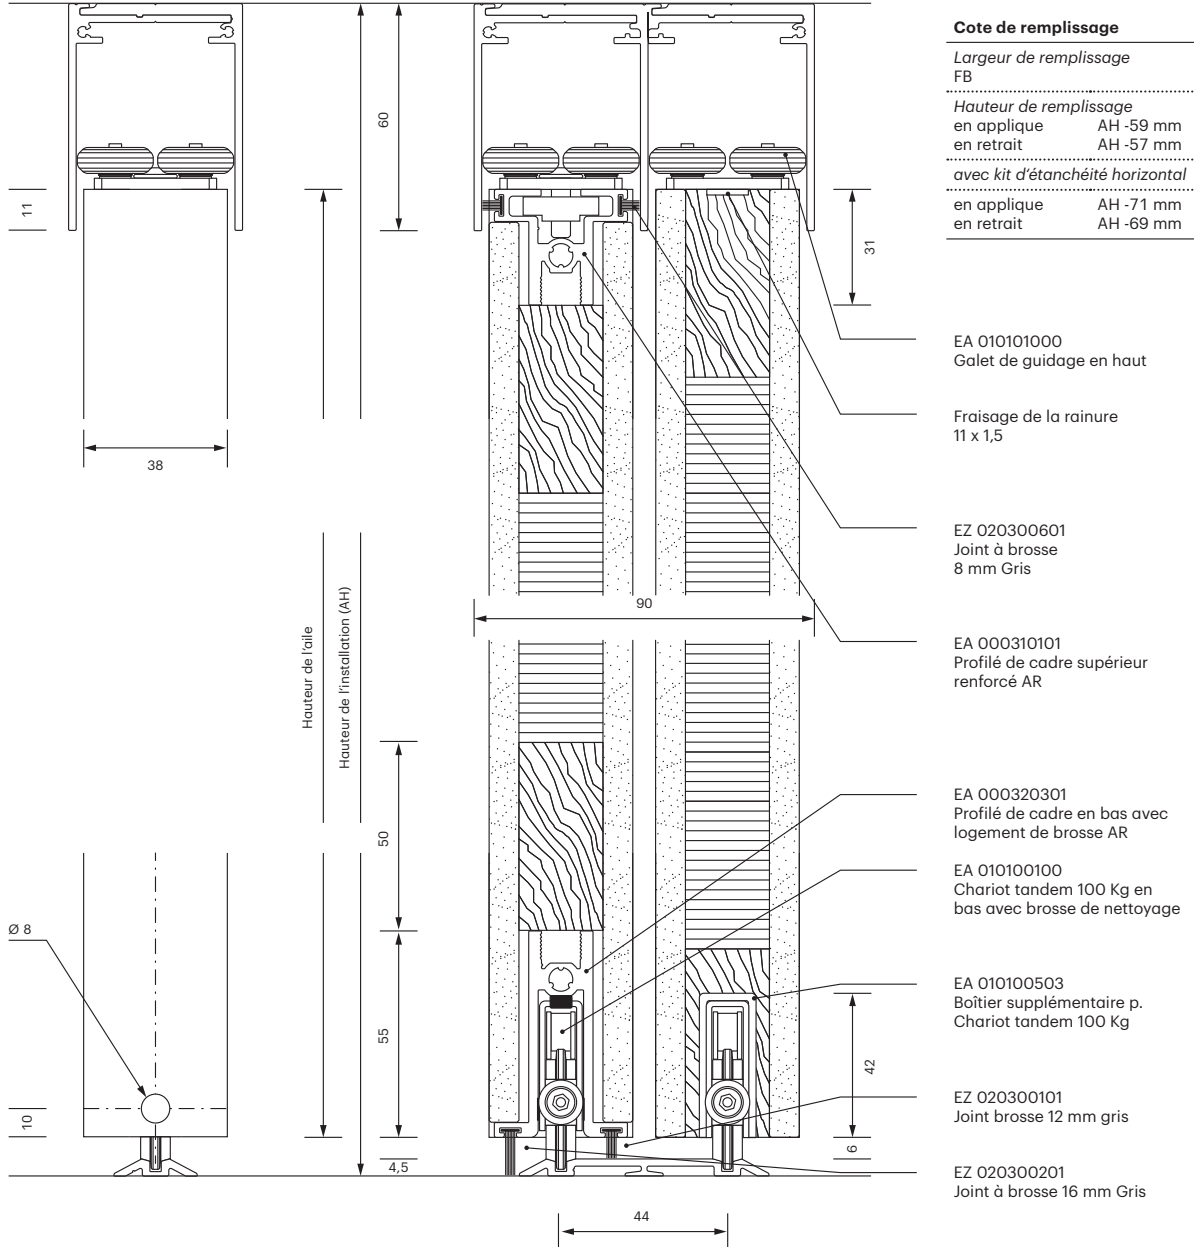 Cote de remplissage
Largeur de remplissage
FB
Hauteur de remplissage
en applique AH -59 mm
en retrait AH -57 mm
avec kit d'étanchéité horizontal
en applique AH -71 mm
en retrait AH -69 mm
60
11
31
38
EA 010101000
Galet de guidage en haut
Fraisage de la rainure
11 x 1,5
EZ 020300601
Joint à brosse
8 mm Gris
90
Hauteur de l'aile
Hauteur de l'installation (AH)
EA 000310101
Profilé de cadre supérieur
renforcé AR
50
EA 000320301
Profilé de cadre en bas avec
logement de brosse AR
EA 010100100
Chariot tandem 100 Kg en
bas avec brosse de nettoyage
Ø 8
55
EA 010100503
Boîtier supplémentaire p.
Chariot tandem 100 Kg
42
10
EZ 020300101
Joint brosse 12 mm gris
6
4,5
EZ 020300201
Joint à brosse 16 mm Gris
44